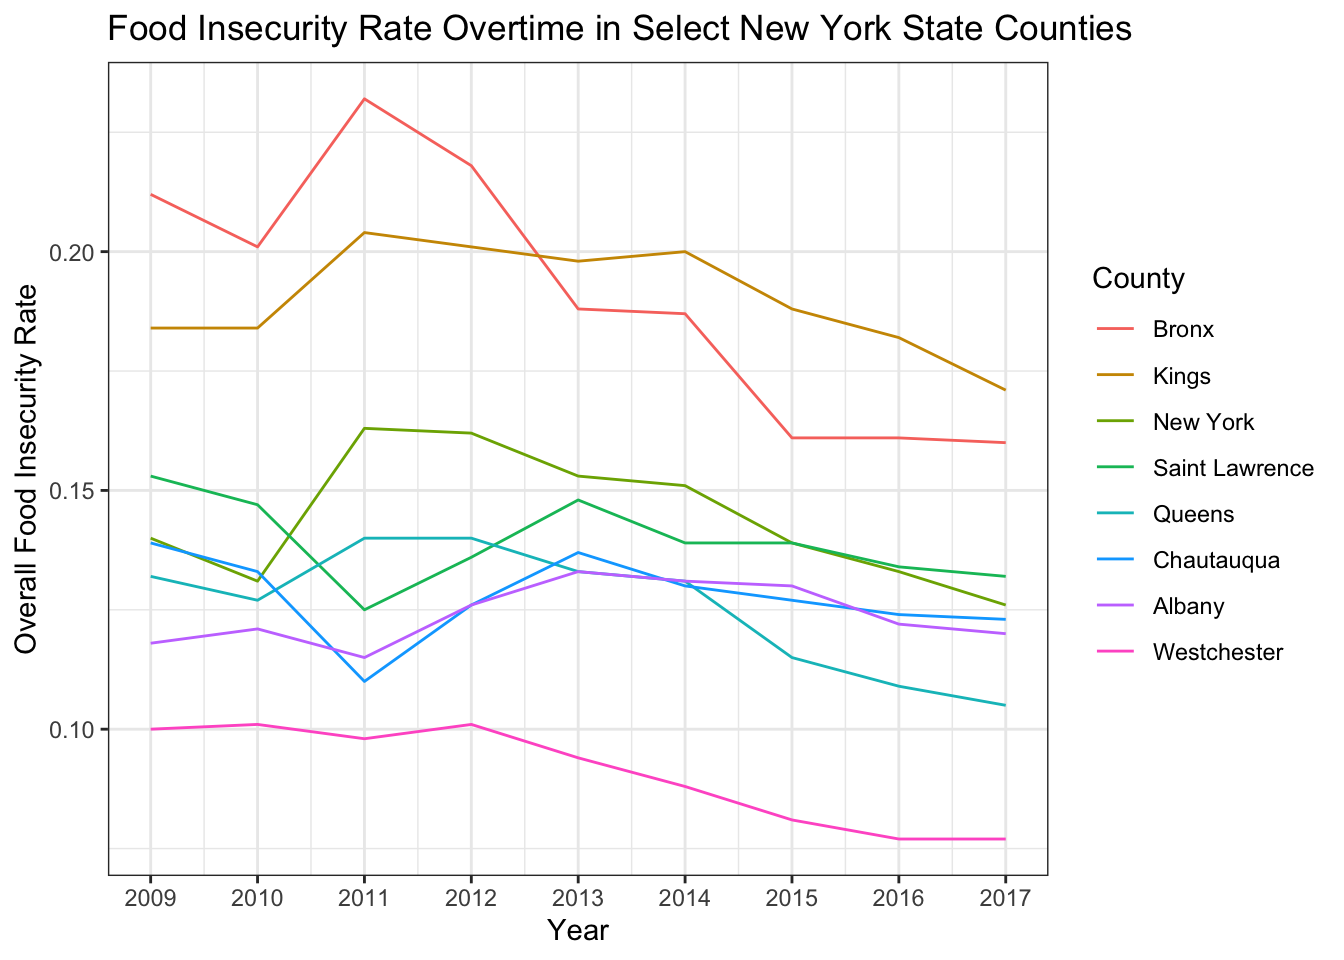 Food Insecurity Rate Overtime in Select New York State Counties
Overall Food Insecurity Rate
0.20
0.15
0.10
2009 2010 2011 2012 2013 2014 2015 2016 2017
Year
County
Bronx
Kings
New York
Saint Lawrence
Queens
Chautauqua
Albany
Westchester